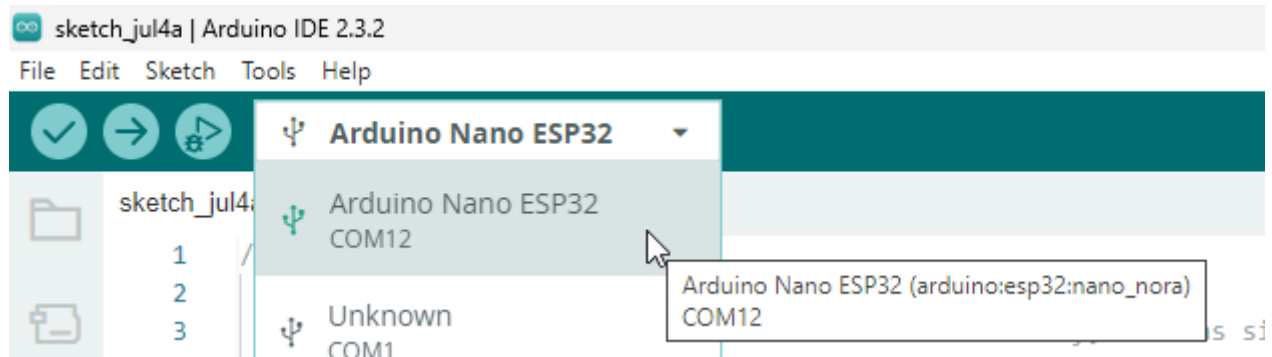 sketch_jul4a | Arduino IDE 2.3.2
File Edit Sketch Tools Help
Arduino Nano ESP32
sketch_jul4a
Arduino Nano ESP32
COM12
1 /
2
3
Arduino Nano ESP32 (arduino:esp32:nano_nora)
COM12
Unknown
COM1